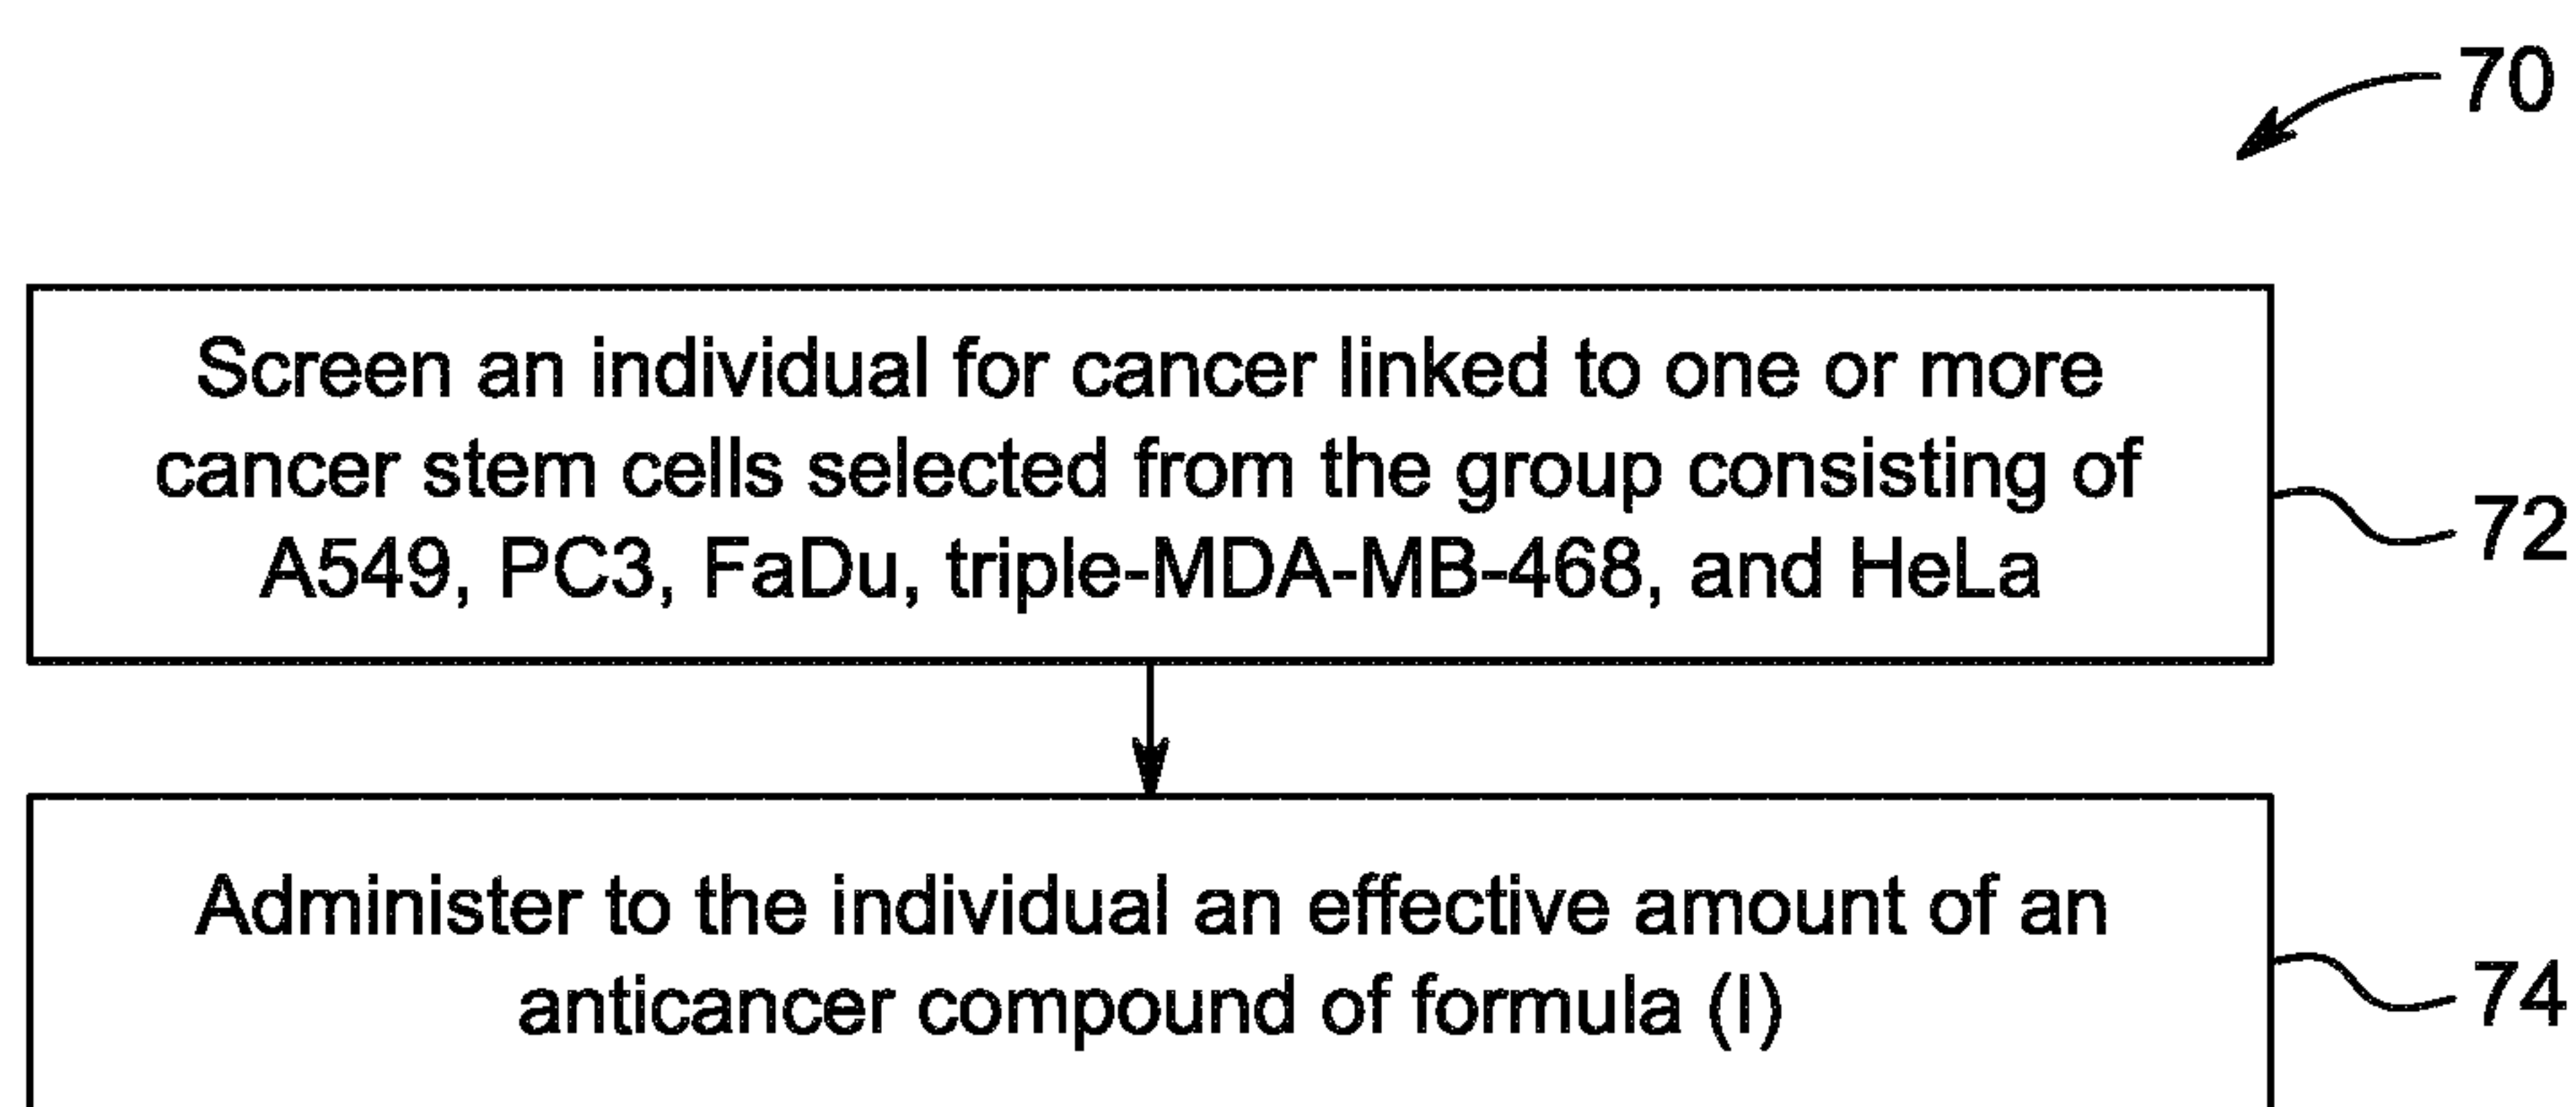 70
Screen an individual for cancer linked to one or more
cancer stem cells selected from the group consisting of
A549, PC3, FaDu, triple-MDA-MB-468, and HeLa
72
Administer to the individual an effective amount of an
anticancer compound of formula (I)
74